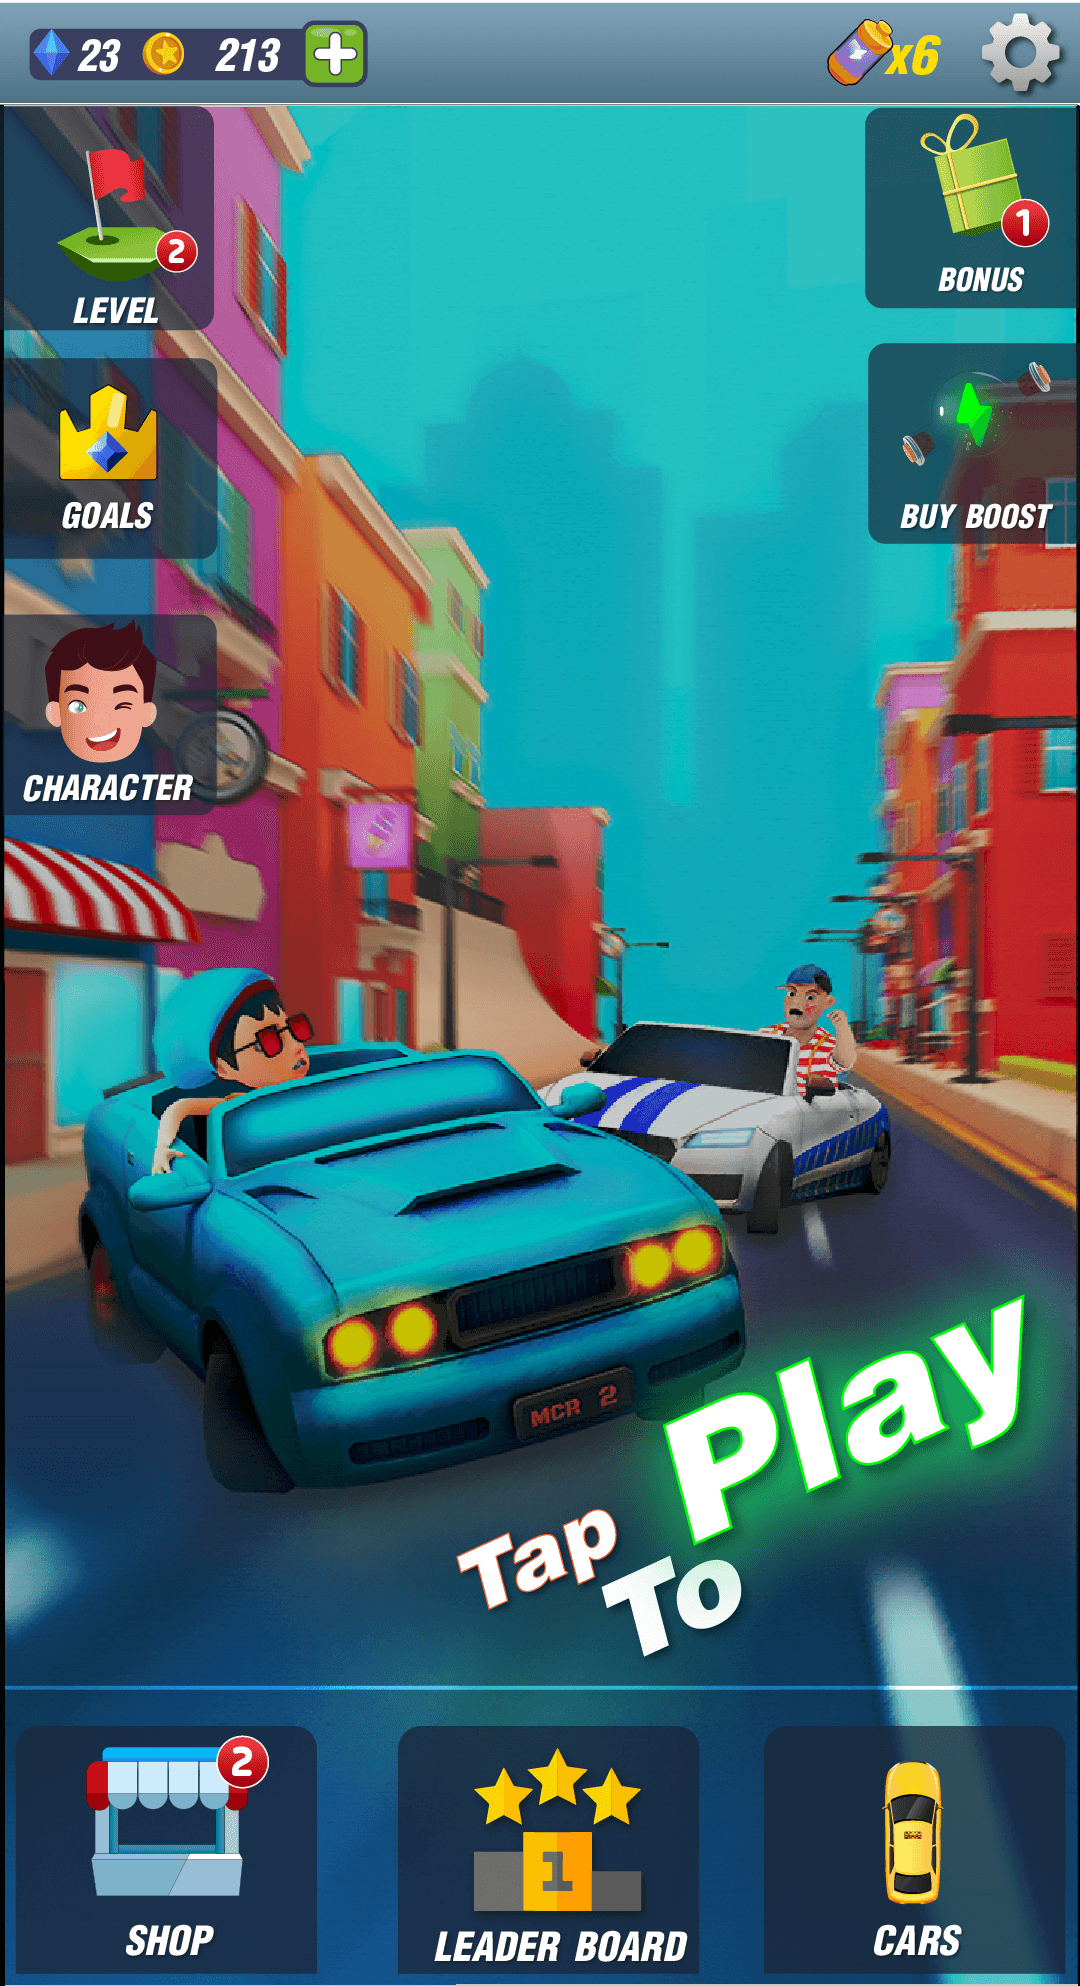 23 213 x6
2
LEVEL
1
BONUS
GOALS
BUY BOOST
CHARACTER
MCR 2
Tap
To
Play
2
SHOP
1
LEADER BOARD
CARS